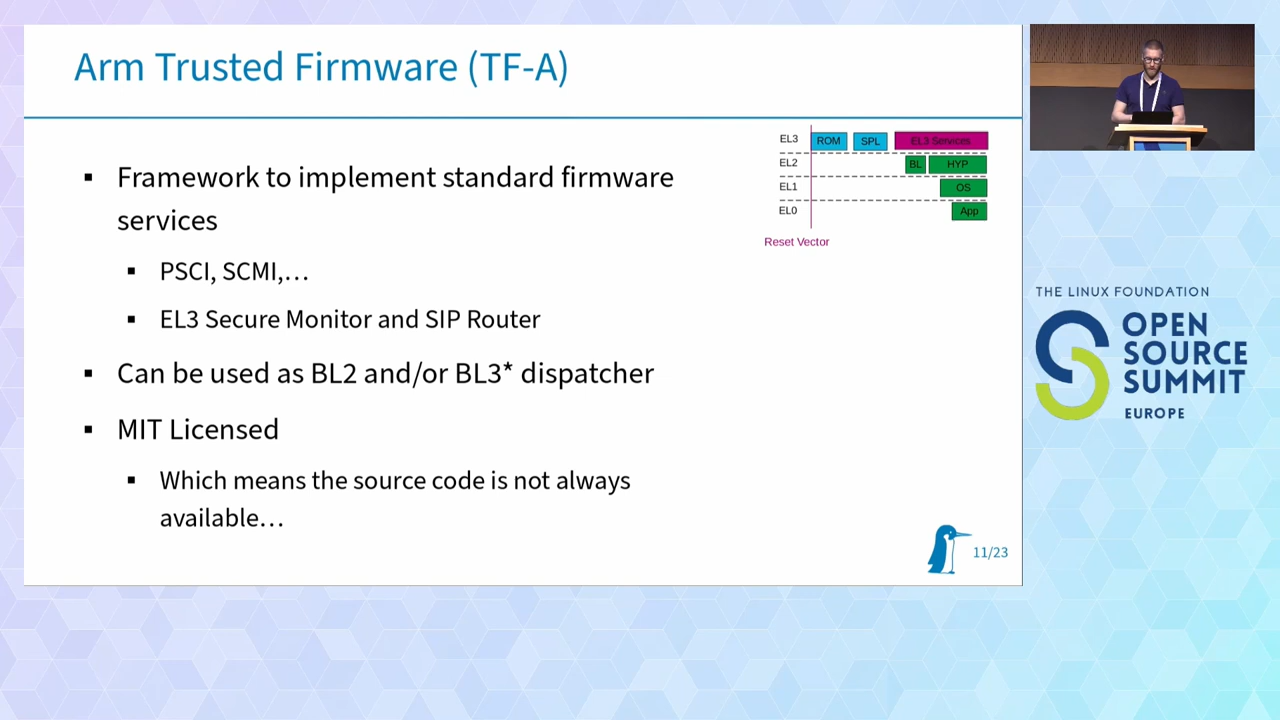 Arm Trusted Firmware (TF-A)
▪ Framework to implement standard firmware
services
▪ PSCI, SCMI,…
▪ EL3 Secure Monitor and SIP Router
▪ Can be used as BL2 and/or BL3* dispatcher
▪ MIT Licensed
▪ Which means the source code is not always
available…
EL3 ROM SPL EL3 Services
EL2 BL HYP
EL1 OS
EL0 App
Reset Vector
11/23
THE LINUX FOUNDATION
OPEN
SOURCE
SUMMIT
EUROPE